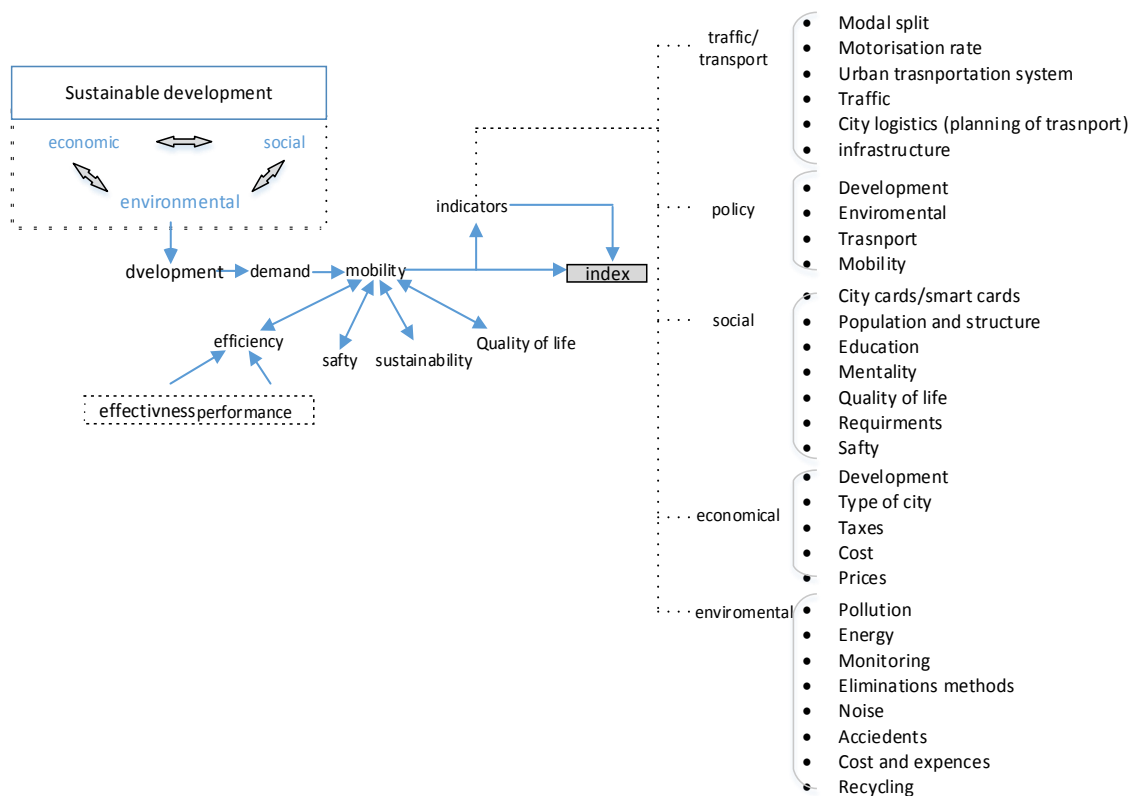 Sustainable development
economic
social
environmental
dvelopment
demand
mobility
indicators
index
efficiency
safty
sustainability
Quality of life
effectivness
performance
traffic/
transport
• Modal split
• Motorisation rate
• Urban trasnportation system
• Traffic
• City logistics (planning of trasnport)
• infrastructure
policy
• Development
• Enviromental
• Trasnport
• Mobility
social
• City cards/smart cards
• Population and structure
• Education
• Mentality
• Quality of life
• Requirments
• Safty
economical
• Development
• Type of city
• Taxes
• Cost
• Prices
enviromental
• Pollution
• Energy
• Monitoring
• Eliminations methods
• Noise
• Acciedents
• Cost and expences
• Recycling